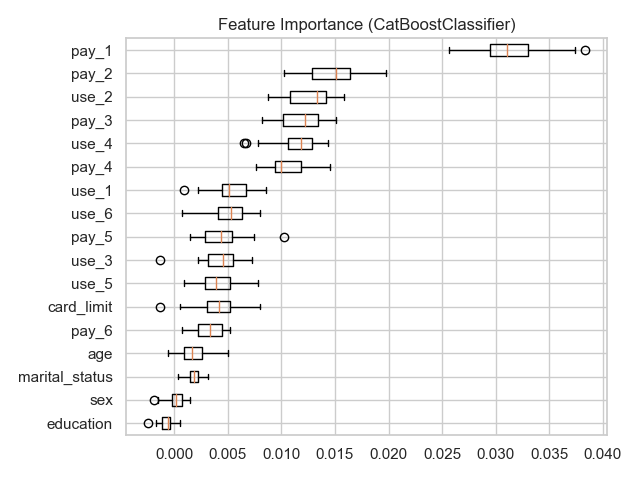 Feature Importance (CatBoostClassifier)
pay_1
pay_2
use_2
pay_3
use_4
pay_4
use_1
use_6
pay_5
use_3
use_5
card_limit
pay_6
age
marital_status
sex
education
0.000 0.005 0.010 0.015 0.020 0.025 0.030 0.035 0.040